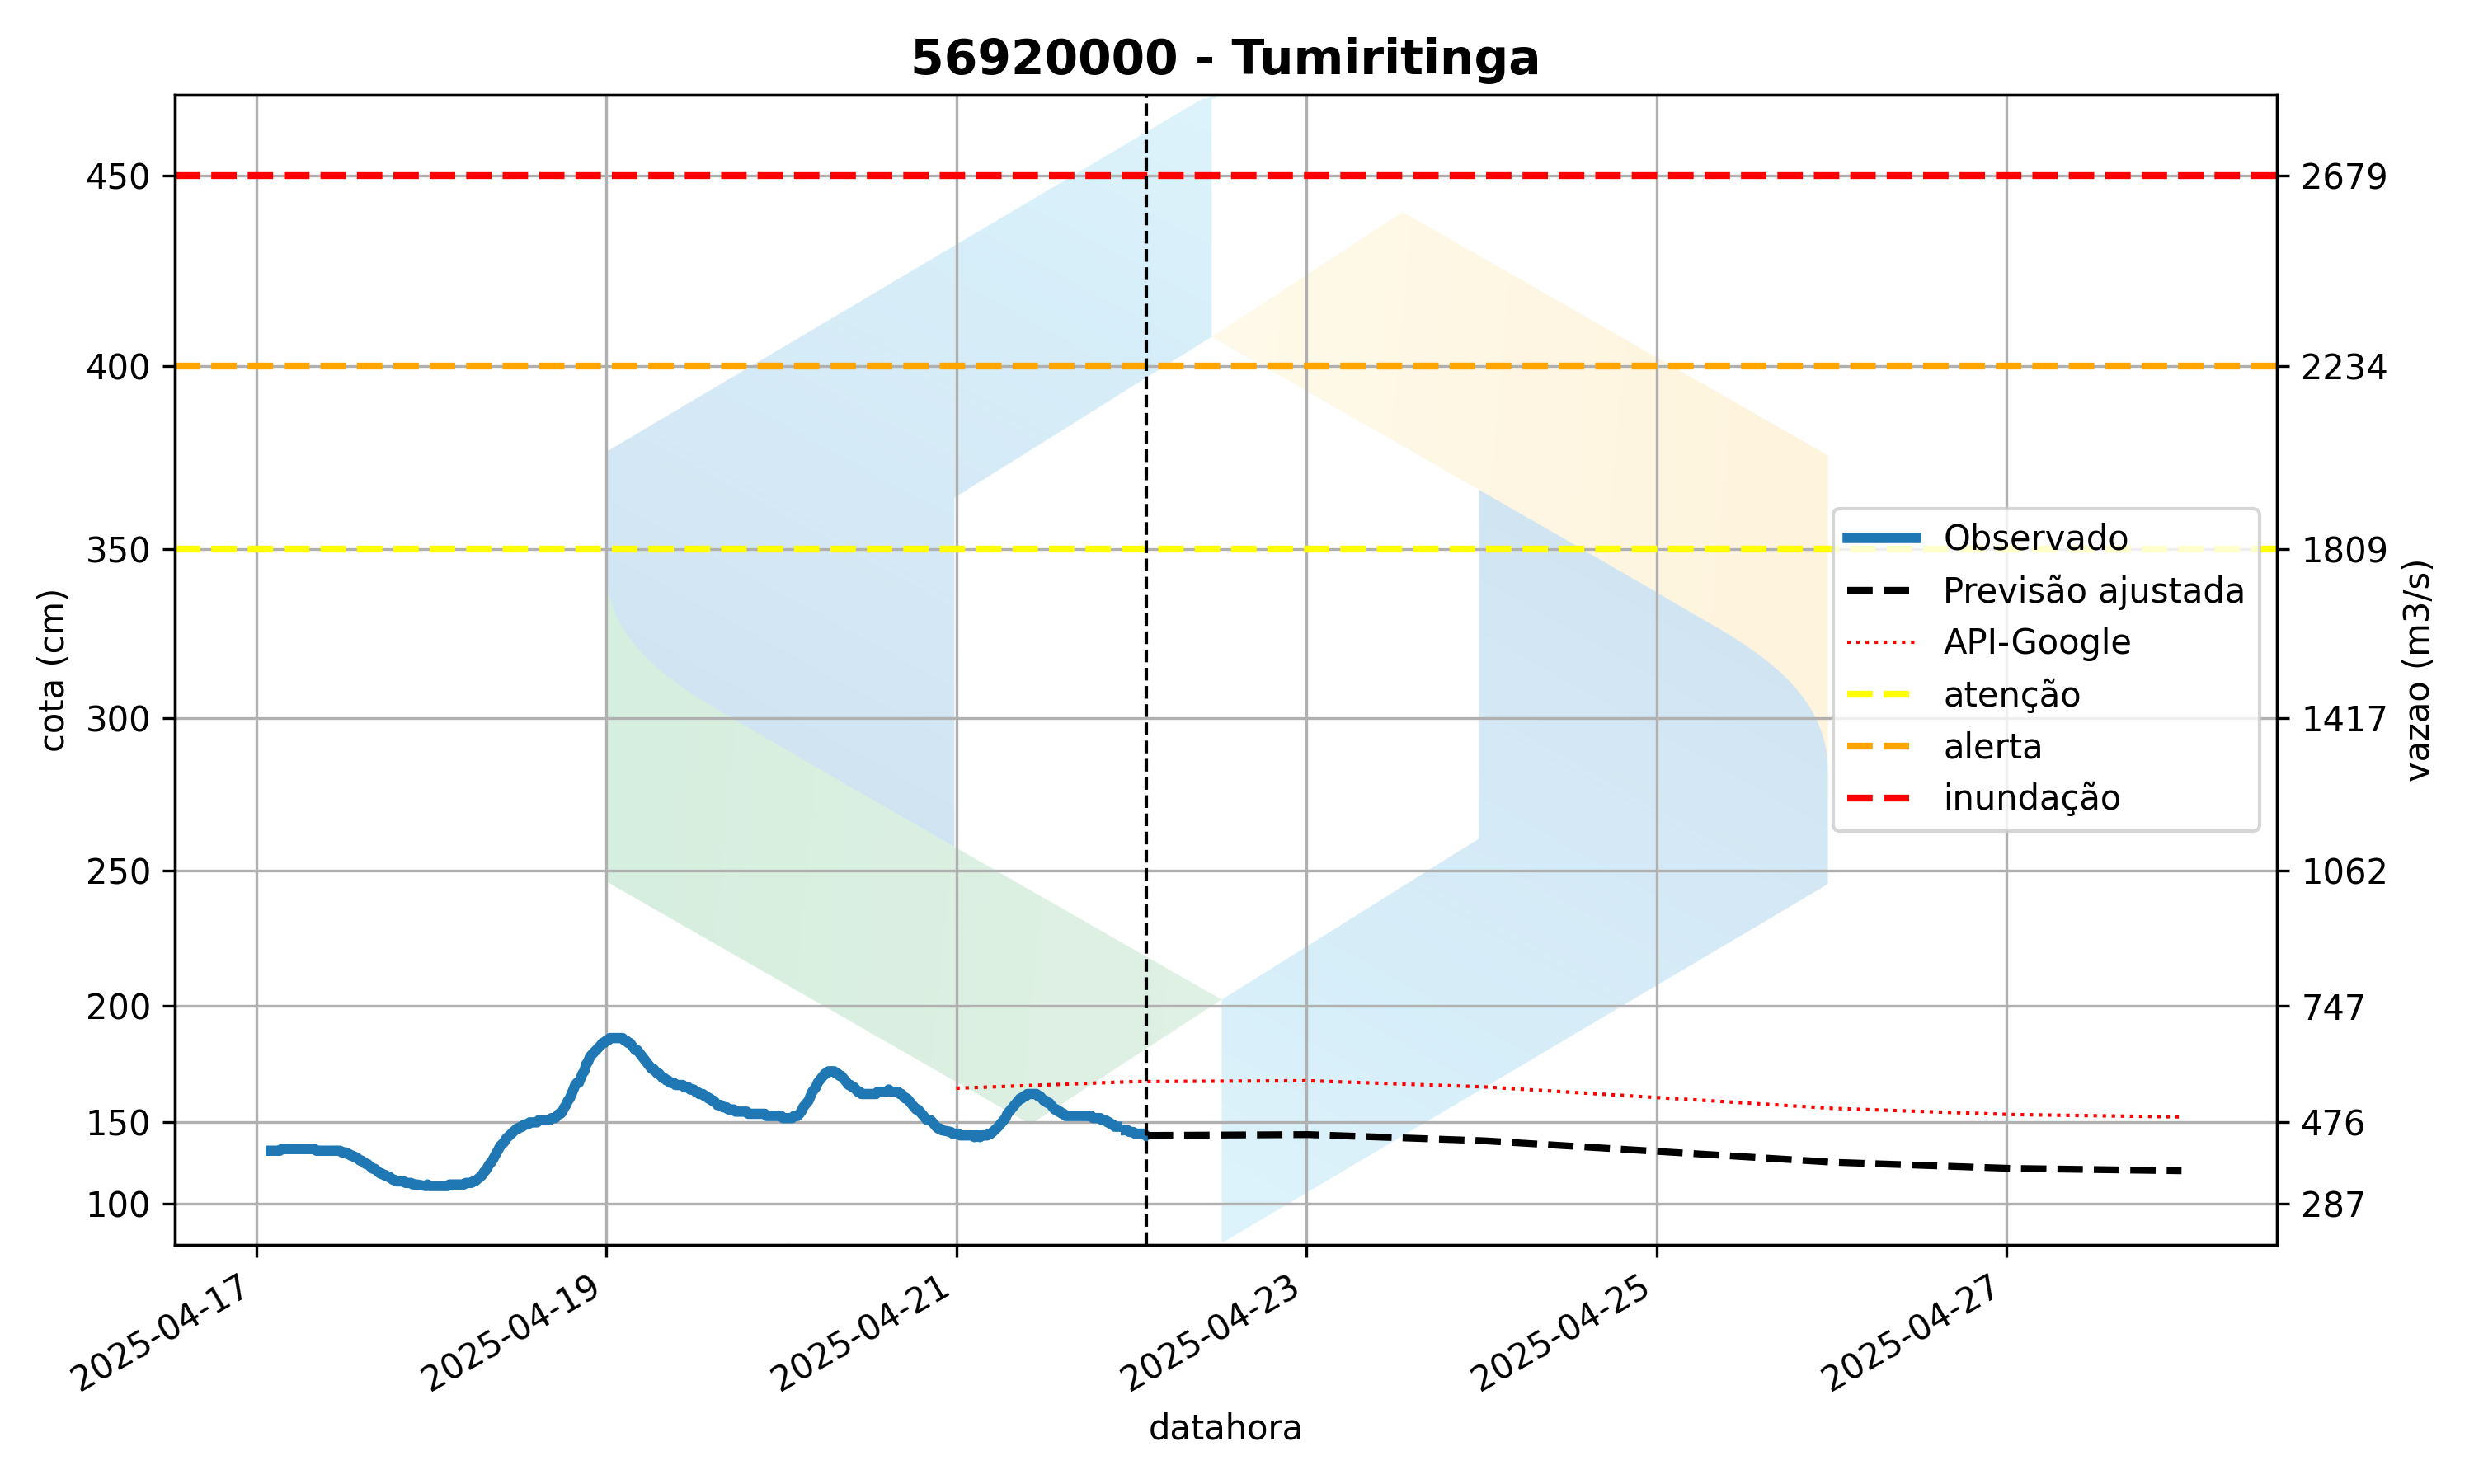 56920000 - Tumiritinga
cota (cm)
450
400
350
300
250
200
150
100
2679
2234
1809
1417
1062
747
476
287
vazao (m3/s)
Observado
Previsão ajustada
API-Google
atenção
alerta
inundação
2025-04-17
2025-04-19
2025-04-21
2025-04-23
2025-04-25
2025-04-27
datahora